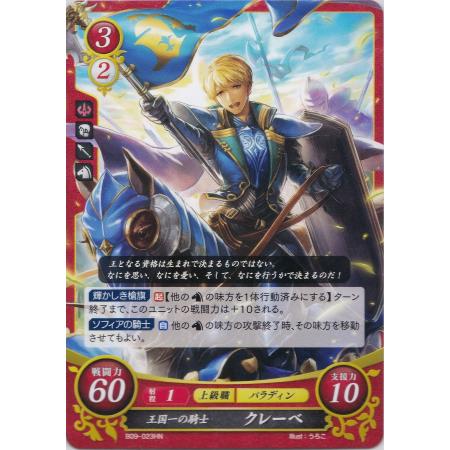 3
2
王となる資格は生まれで決まるものではない。
なにを思い、なにを憂い、そして、なにを行うかで決まるのだ！
輝かしき槍旗 起【他の の味方を1体行動済みにする】ターン
終了まで、このユニットの戦闘力は+10される。
ソフィアの騎士 自 他の の味方の攻撃終了時、その味方を移動
させてもよい。
戦闘力 60
射程 1
上級職
パラディン
支援力 10
王国一の騎士 クレーベ
B09-023HN
Illust:うろこ